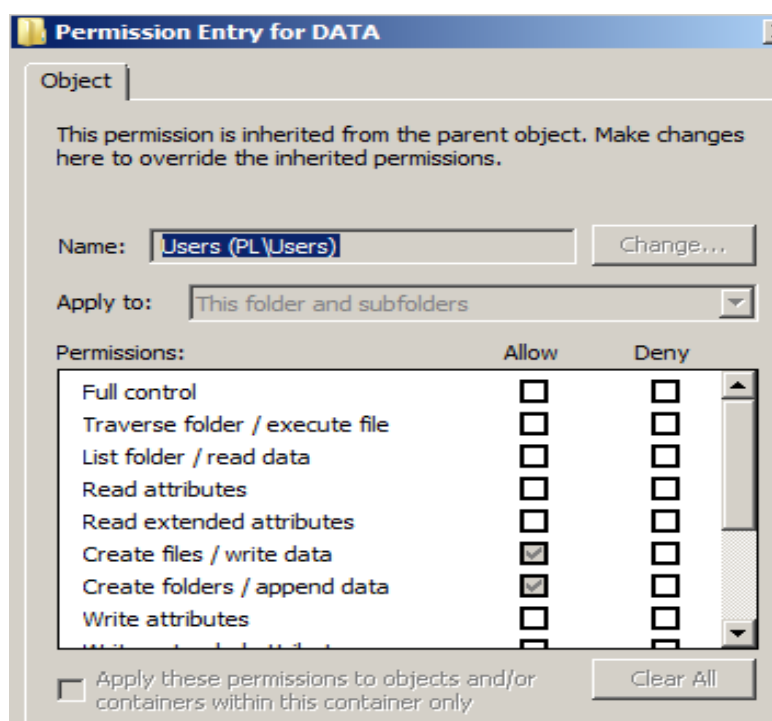 Permission Entry for DATA
Object
This permission is inherited from the parent object. Make changes
here to override the inherited permissions.
Name: Users (PL\Users) Change...
Apply to: This folder and subfolders
Permissions: Allow Deny
Full control
Traverse folder / execute file
List folder / read data
Read attributes
Read extended attributes
Create files / write data
Create folders / append data
Write attributes
Apply these permissions to objects and/or
containers within this container only
Clear All